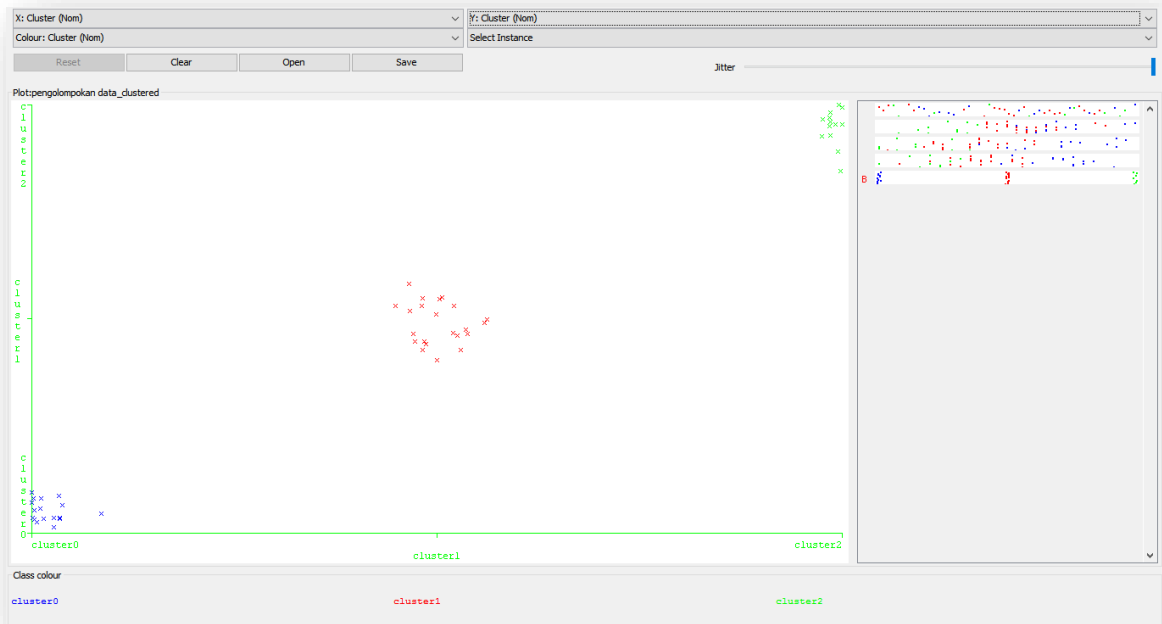 X: Cluster (Nom)
Y: Cluster (Nom)
Colour: Cluster (Nom)
Select Instance
Reset
Clear
Open
Save
Jitter
Plot:pengolompokan data_clustered
cluster2
cluster1
cluster0
B
cluster0
cluster1
cluster2
Class colour
cluster0
cluster1
cluster2